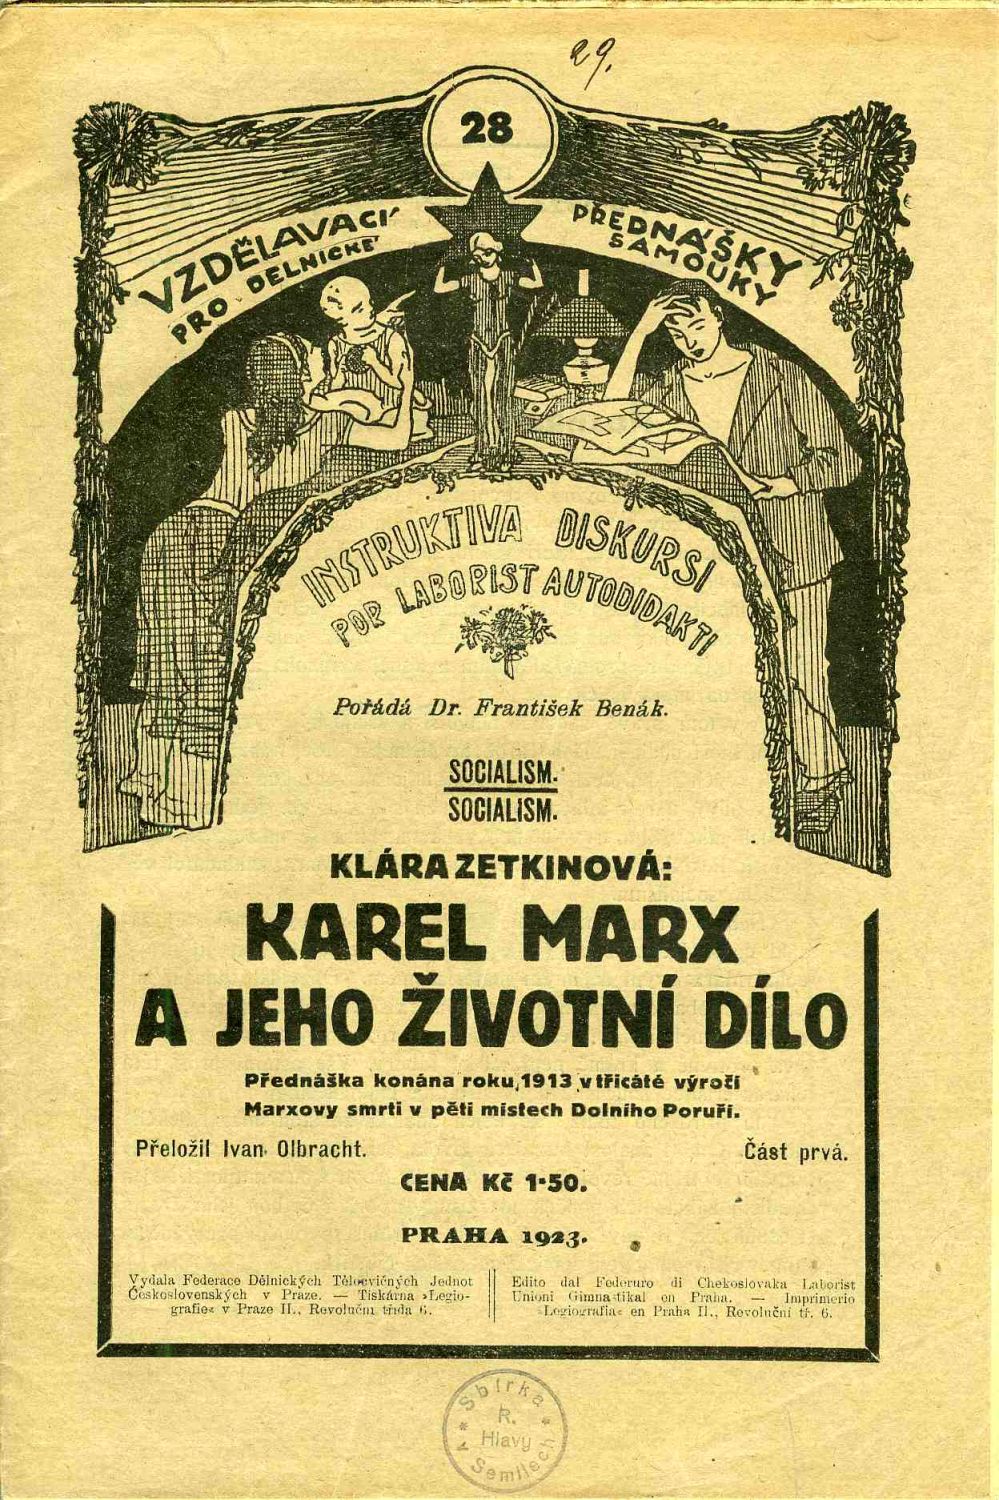 29.
28
VZDĚLAVACÍ PŘEDNÁŠKY
PRO DELNICKÉ SAMOUKY
INSTRUKTIVA DISKURSI
POR LABORIST AUTODIDAKTI
Pořádá Dr. František Benák.
SOCIALISM.
SOCIALISM.
KLÁRA ZETKINOVÁ:
KAREL MARX
A JEHO ŽIVOTNÍ DÍLO
Přednáška konána roku 1913 v třicáté výročí
Marxovy smrti v pěti místech Dolního Poruří.
Přeložil Ivan Olbracht. Část prvá.
CENA Kč 1·50.
PRAHA 1923.
Vydala Federace Dělnických Tělocvičných Jednot
Československých v Praze. — Tiskárna »Legio-
grafie« v Praze II., Revoluční třída 6.
Edito dal Federuro di Chekoslovaka Laborist
Unioni Gimnastikal en Praha. — Imprimerio
»Legiografia« en Praha II., Revoluční tř. 6.
Sbírka
R.
Hlavy
v Semilech